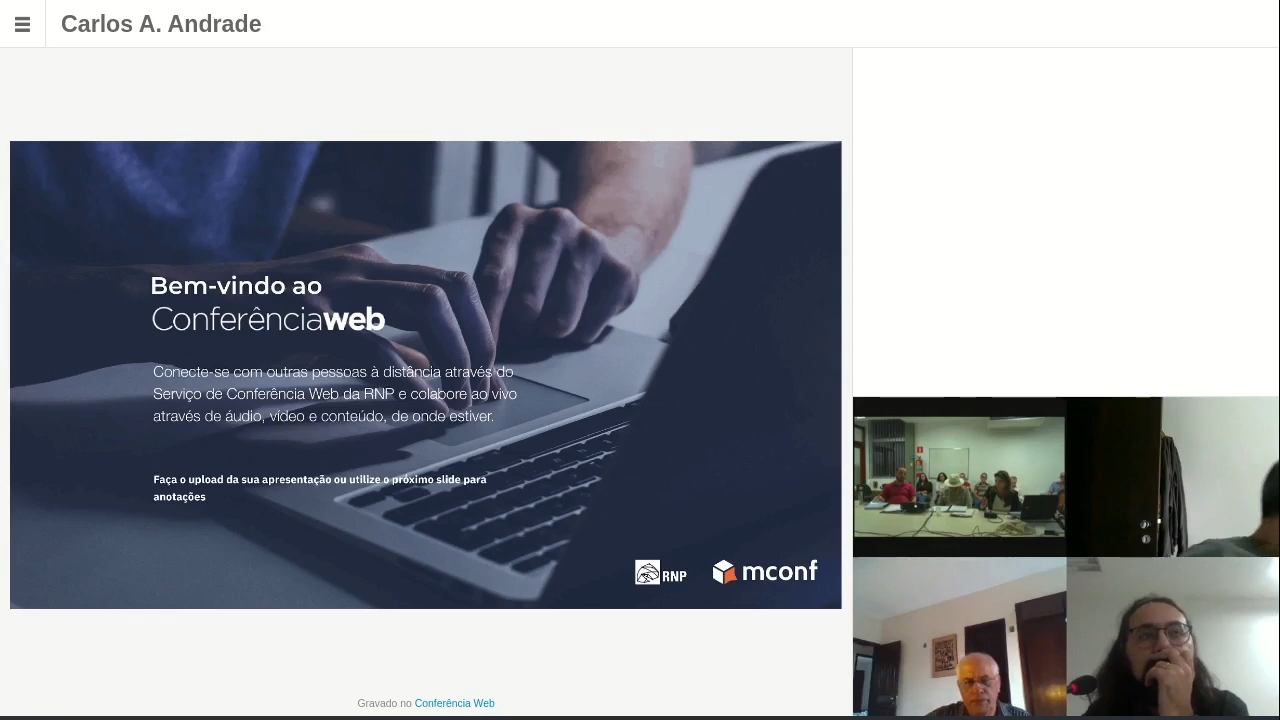 Carlos A. Andrade
Bem-vindo ao
Conferênciaweb
Conecte-se com outras pessoas à distância através do
Serviço de Conferência Web da RNP e colabore ao vivo
através de áudio, vídeo e conteúdo, de onde estiver.
Faça o upload da sua apresentação ou utilize o próximo slide para
anotações
RNP
mconf
Gravado no Conferência Web